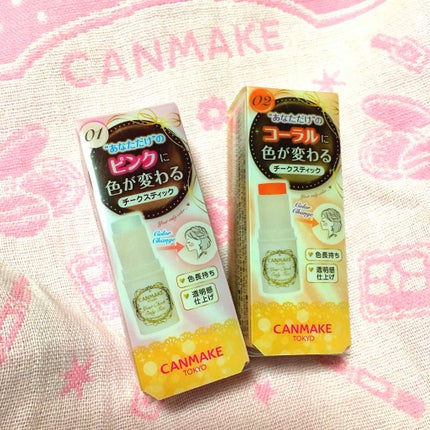 CANMAKE
01
"あなただけ"の
ピンクに
色が変わる
チークスティック
Color
Change
色長持ち
透明感
仕上げ
CANMAKE
CANMAKE
TOKYO
02
"あなただけ"の
コーラルに
色が変わる
チークスティック
Color
Change
色長持ち
透明感
仕上げ
CANMAKE
CANMAKE
TOKYO